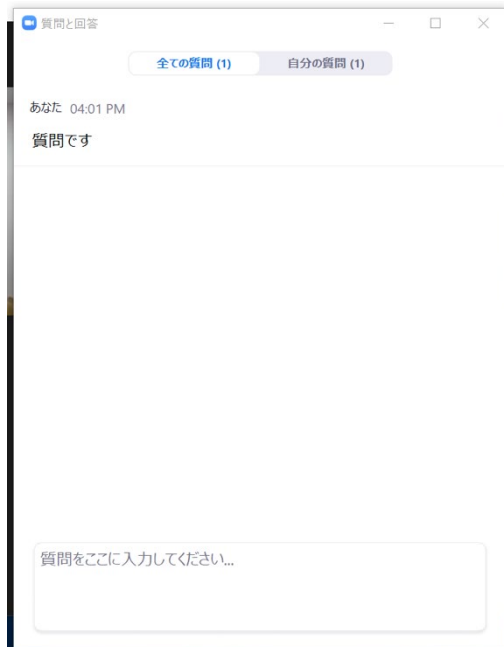 質問と回答
全ての質問 (1)
自分の質問 (1)
あなた 04:01 PM
質問です
質問をここに入力してください...